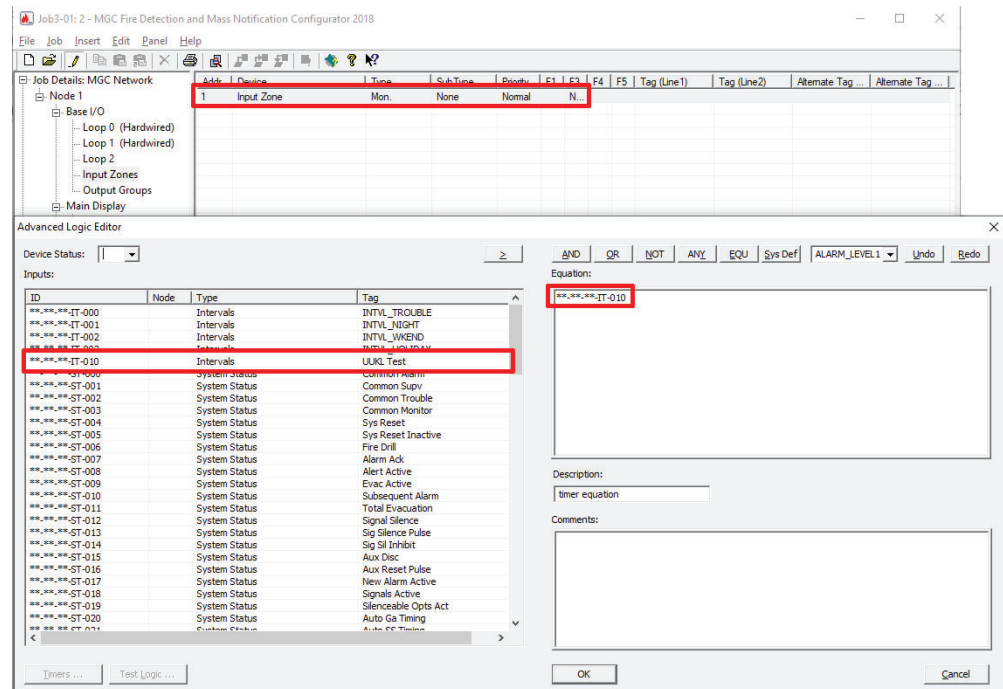 Job3-01: 2 - MGC Fire Detection and Mass Notification Configurator 2018
File Job Insert Edit Panel Help
Job Details: MGC Network
Node 1
Base I/O
Loop 0 (Hardwired)
Loop 1 (Hardwired)
Loop 2
Input Zones
Output Groups
Main Display
Addr Device Type SubType Priority F1 F3 F4 F5 Tag (Line1) Tag (Line2) Alternate Tag ... Alternate Tag ...
1 Input Zone Mon. None Normal N...
Advanced Logic Editor
Device Status: >
Inputs:
ID Node Type Tag
**-**-**-IT-000 Intervals INTVL_TROUBLE
**-**-**-IT-001 Intervals INTVL_NIGHT
**-**-**-IT-002 Intervals INTVL_WKEND
**-**-**-IT-010 Intervals UUKL Test
**-**-**-ST-000 System Status Common Alarm
**-**-**-ST-001 System Status Common Supv
**-**-**-ST-002 System Status Common Trouble
**-**-**-ST-003 System Status Common Monitor
**-**-**-ST-004 System Status Sys Reset
**-**-**-ST-005 System Status Sys Reset Inactive
**-**-**-ST-006 System Status Fire Drill
**-**-**-ST-007 System Status Alarm Ack
**-**-**-ST-008 System Status Alert Active
**-**-**-ST-009 System Status Evac Active
**-**-**-ST-010 System Status Subsequent Alarm
**-**-**-ST-011 System Status Total Evacuation
**-**-**-ST-012 System Status Signal Silence
**-**-**-ST-013 System Status Sig Silence Pulse
**-**-**-ST-014 System Status Sig Sil Inhibit
**-**-**-ST-015 System Status Aux Disc
**-**-**-ST-016 System Status Aux Reset Pulse
**-**-**-ST-017 System Status New Alarm Active
**-**-**-ST-018 System Status Signals Active
**-**-**-ST-019 System Status Silenceable Opts Act
**-**-**-ST-020 System Status Auto Ga Timing
Timers ... Test Logic ...
AND OR NOT ANY EQU Sys Def ALARM_LEVEL1 Undo Redo
Equation:
**-**-**-IT-010
Description:
timer equation
Comments:
OK Cancel